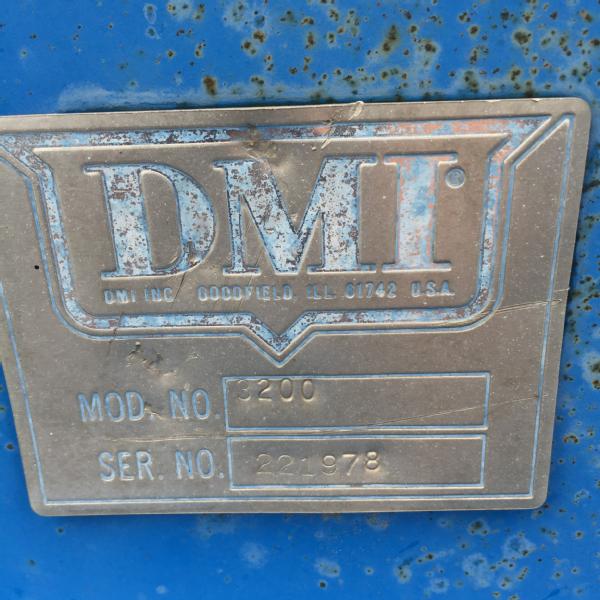 DMI®
DMI INC. GOODFIELD, ILL. 61742 U.S.A.
MOD. NO. 3200
SER. NO. 221978